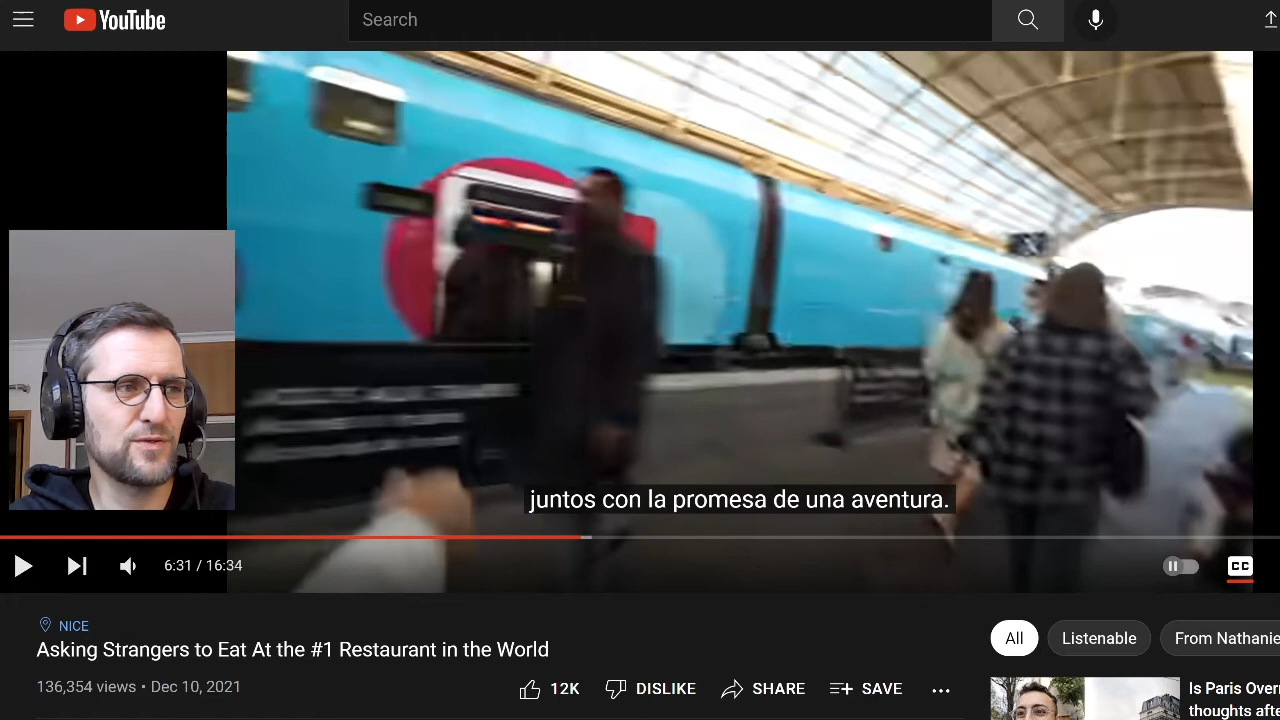 YouTube
Search
juntos con la promesa de una aventura.
6:31 / 16:34
CC
NICE
Asking Strangers to Eat At the #1 Restaurant in the World
136,354 views • Dec 10, 2021
12K
DISLIKE
SHARE
SAVE
All
Listenable
From Nathanie
Is Paris Over
thoughts afte